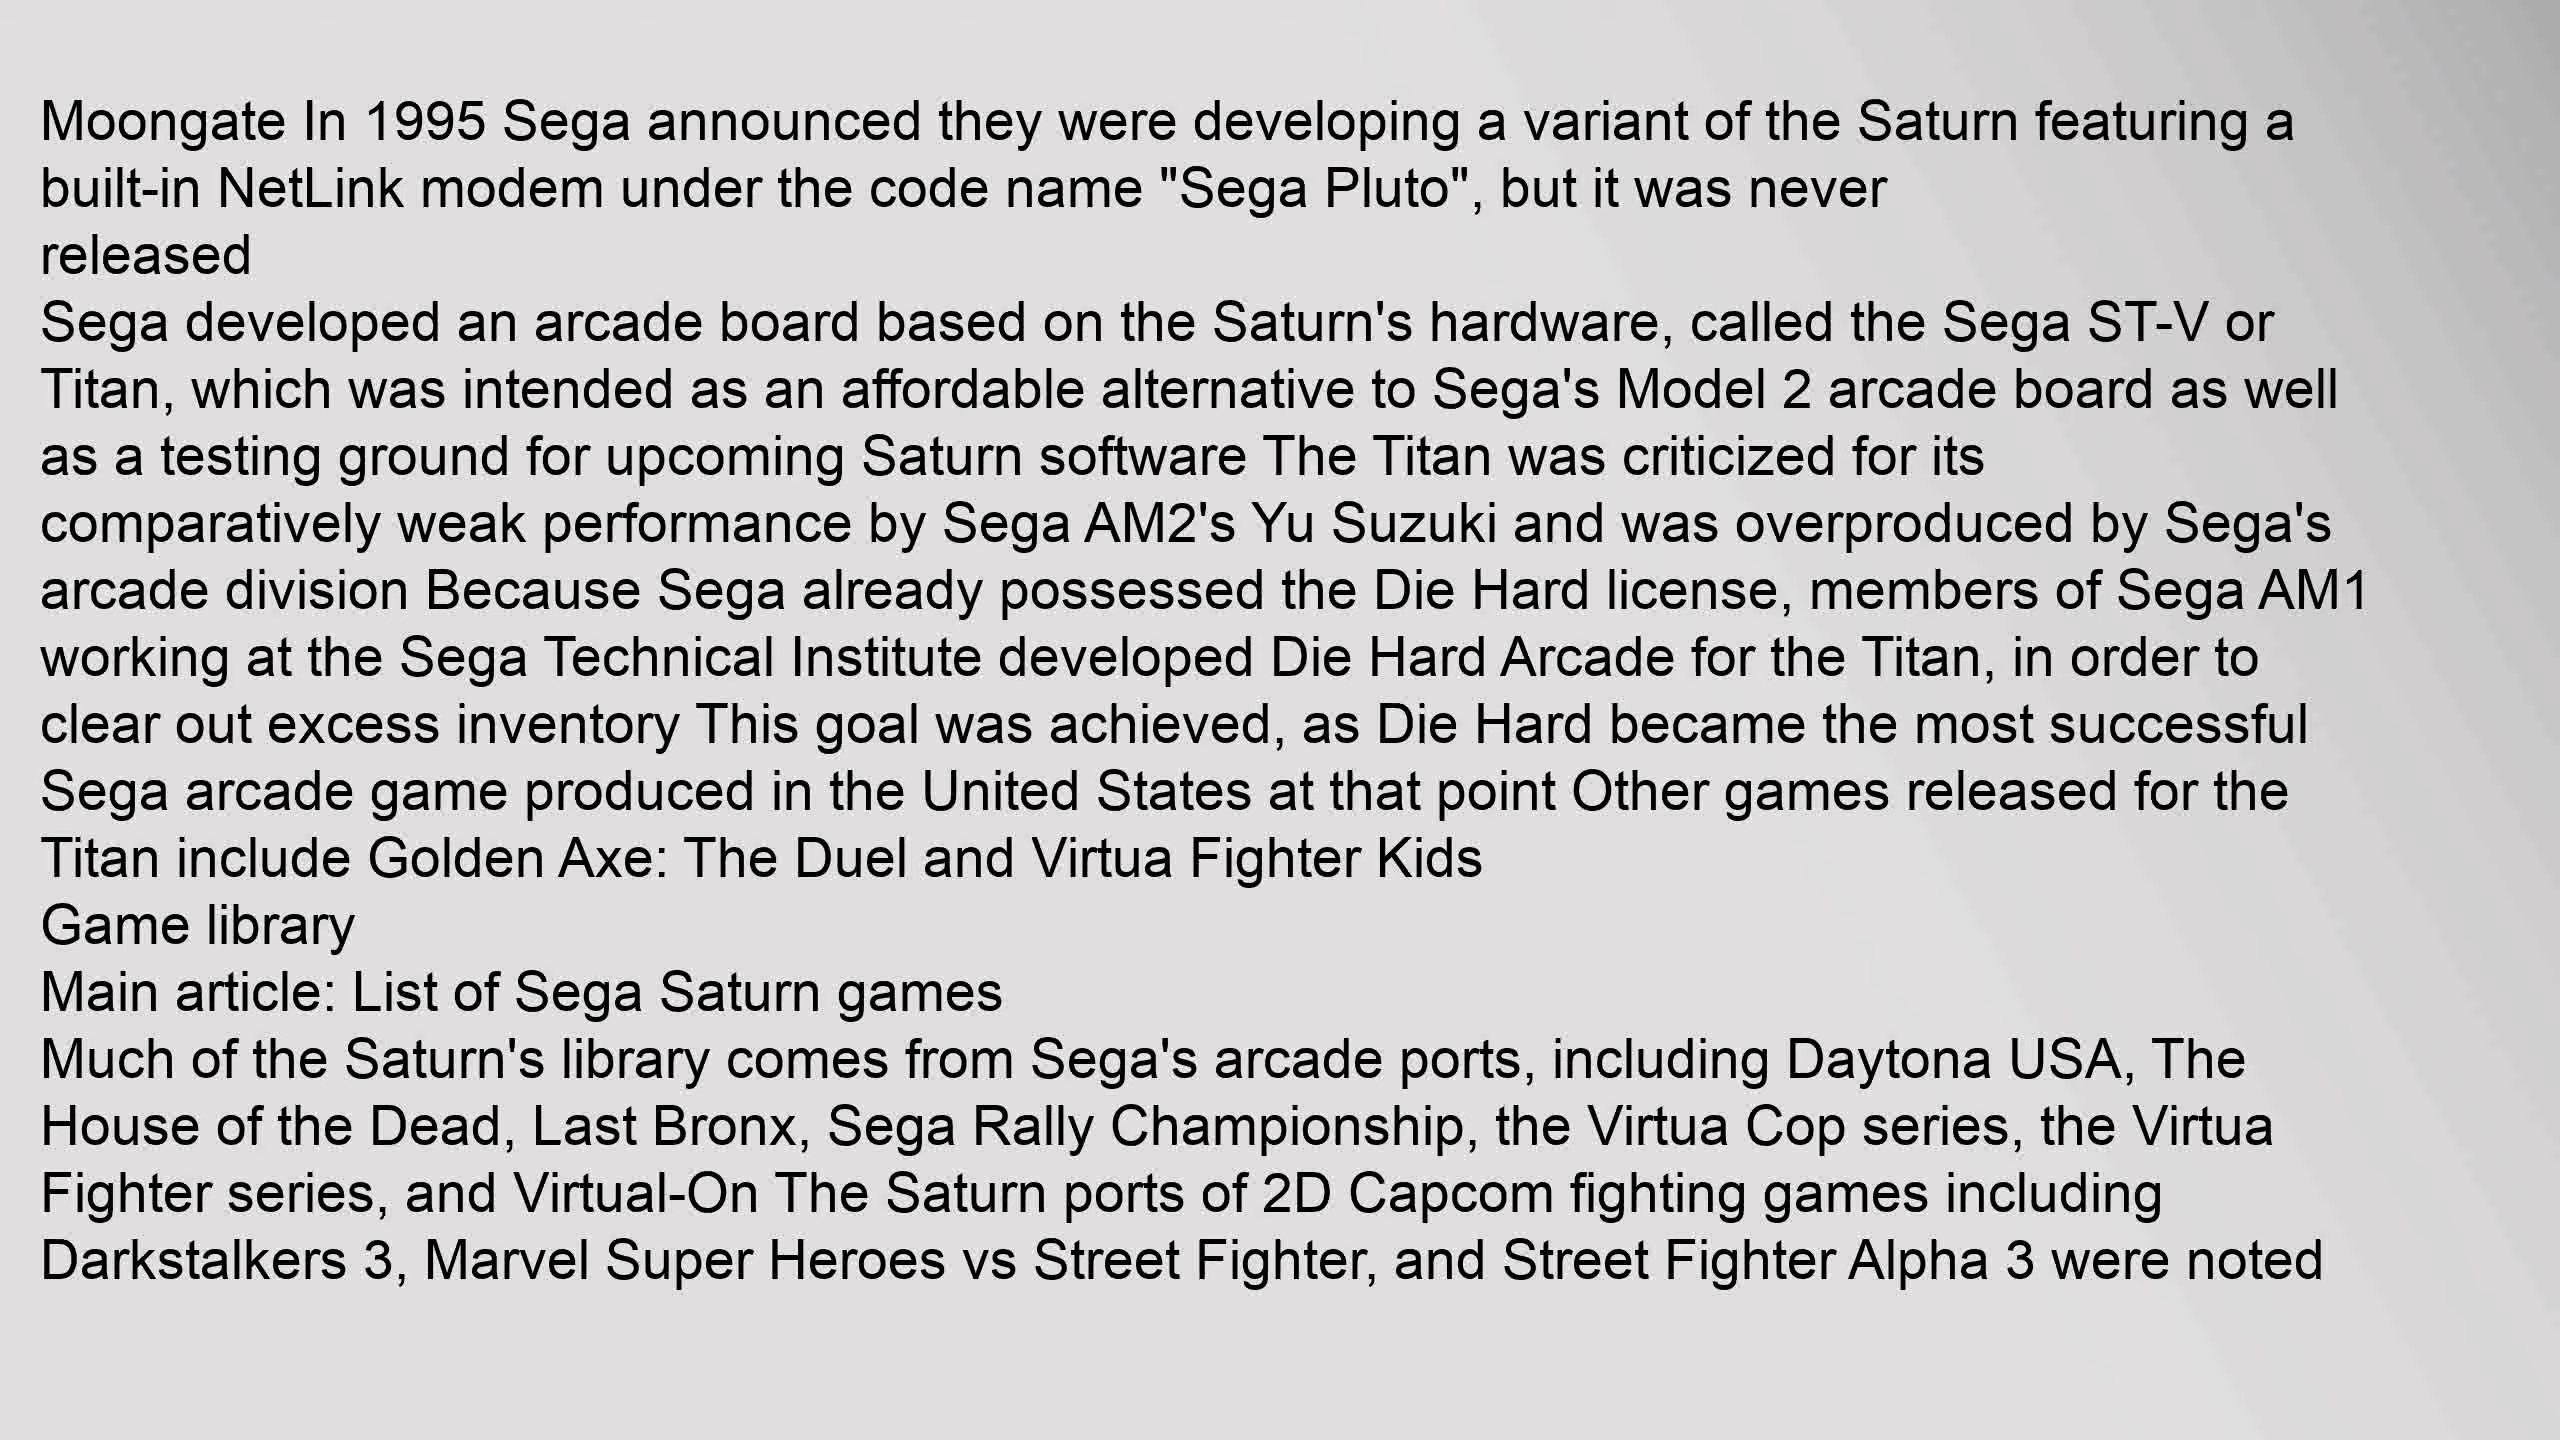 Moongate In 1995 Sega announced they were developing a variant of the Saturn featuring a
built-in NetLink modem under the code name "Sega Pluto", but it was never
released
Sega developed an arcade board based on the Saturn's hardware, called the Sega ST-V or
Titan, which was intended as an affordable alternative to Sega's Model 2 arcade board as well
as a testing ground for upcoming Saturn software The Titan was criticized for its
comparatively weak performance by Sega AM2's Yu Suzuki and was overproduced by Sega's
arcade division Because Sega already possessed the Die Hard license, members of Sega AM1
working at the Sega Technical Institute developed Die Hard Arcade for the Titan, in order to
clear out excess inventory This goal was achieved, as Die Hard became the most successful
Sega arcade game produced in the United States at that point Other games released for the
Titan include Golden Axe: The Duel and Virtua Fighter Kids
Game library
Main article: List of Sega Saturn games
Much of the Saturn's library comes from Sega's arcade ports, including Daytona USA, The
House of the Dead, Last Bronx, Sega Rally Championship, the Virtua Cop series, the Virtua
Fighter series, and Virtual-On The Saturn ports of 2D Capcom fighting games including
Darkstalkers 3, Marvel Super Heroes vs Street Fighter, and Street Fighter Alpha 3 were noted